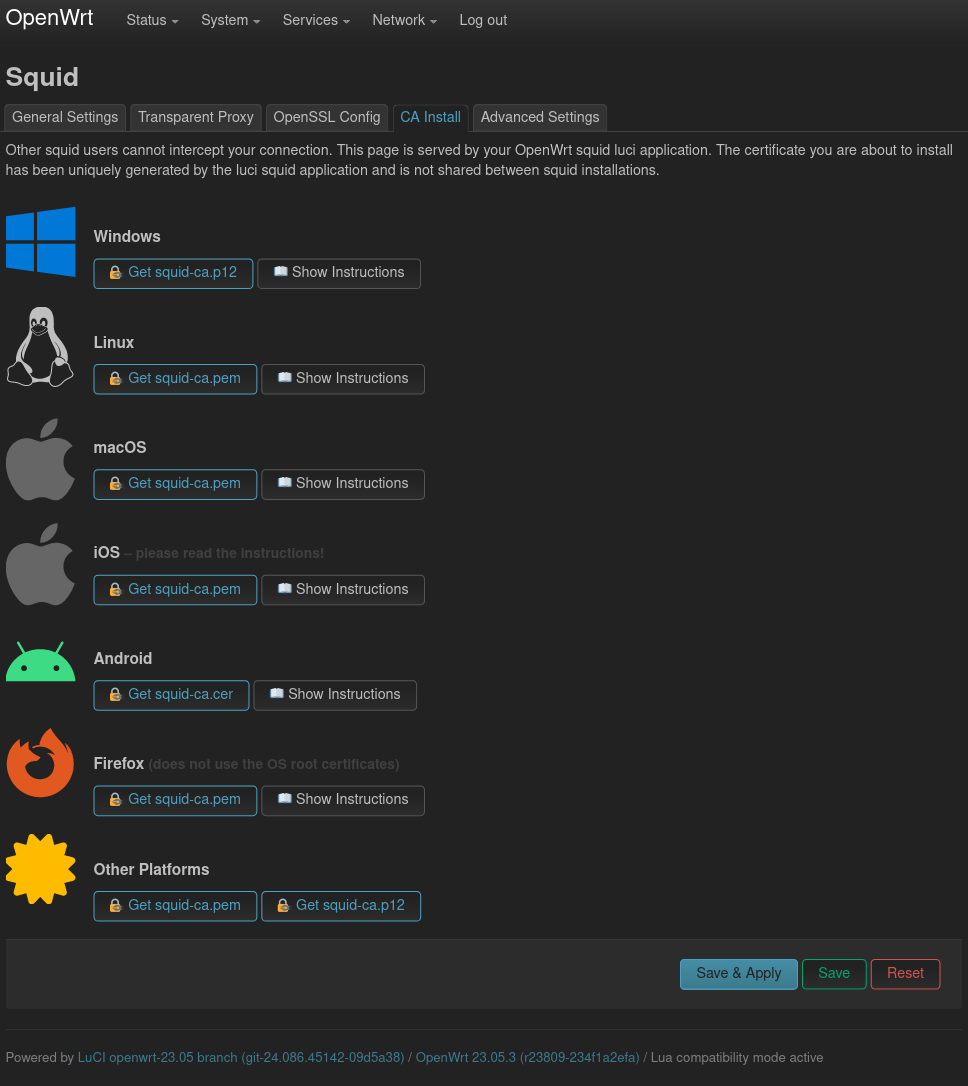 OpenWrt Status System Services Network Log out
Squid
General Settings Transparent Proxy OpenSSL Config CA Install Advanced Settings
Other squid users cannot intercept your connection. This page is served by your OpenWrt squid luci application. The certificate you are about to install
has been uniquely generated by the luci squid application and is not shared between squid installations.
Windows
Get squid-ca.p12 Show Instructions
Linux
Get squid-ca.pem Show Instructions
macOS
Get squid-ca.pem Show Instructions
iOS – please read the instructions!
Get squid-ca.pem Show Instructions
Android
Get squid-ca.cer Show Instructions
Firefox (does not use the OS root certificates)
Get squid-ca.pem Show Instructions
Other Platforms
Get squid-ca.pem Get squid-ca.p12
Save & Apply Save Reset
Powered by LuCI openwrt-23.05 branch (git-24.086.45142-09d5a38) / OpenWrt 23.05.3 (r23809-234f1a2efa) / Lua compatibility mode active